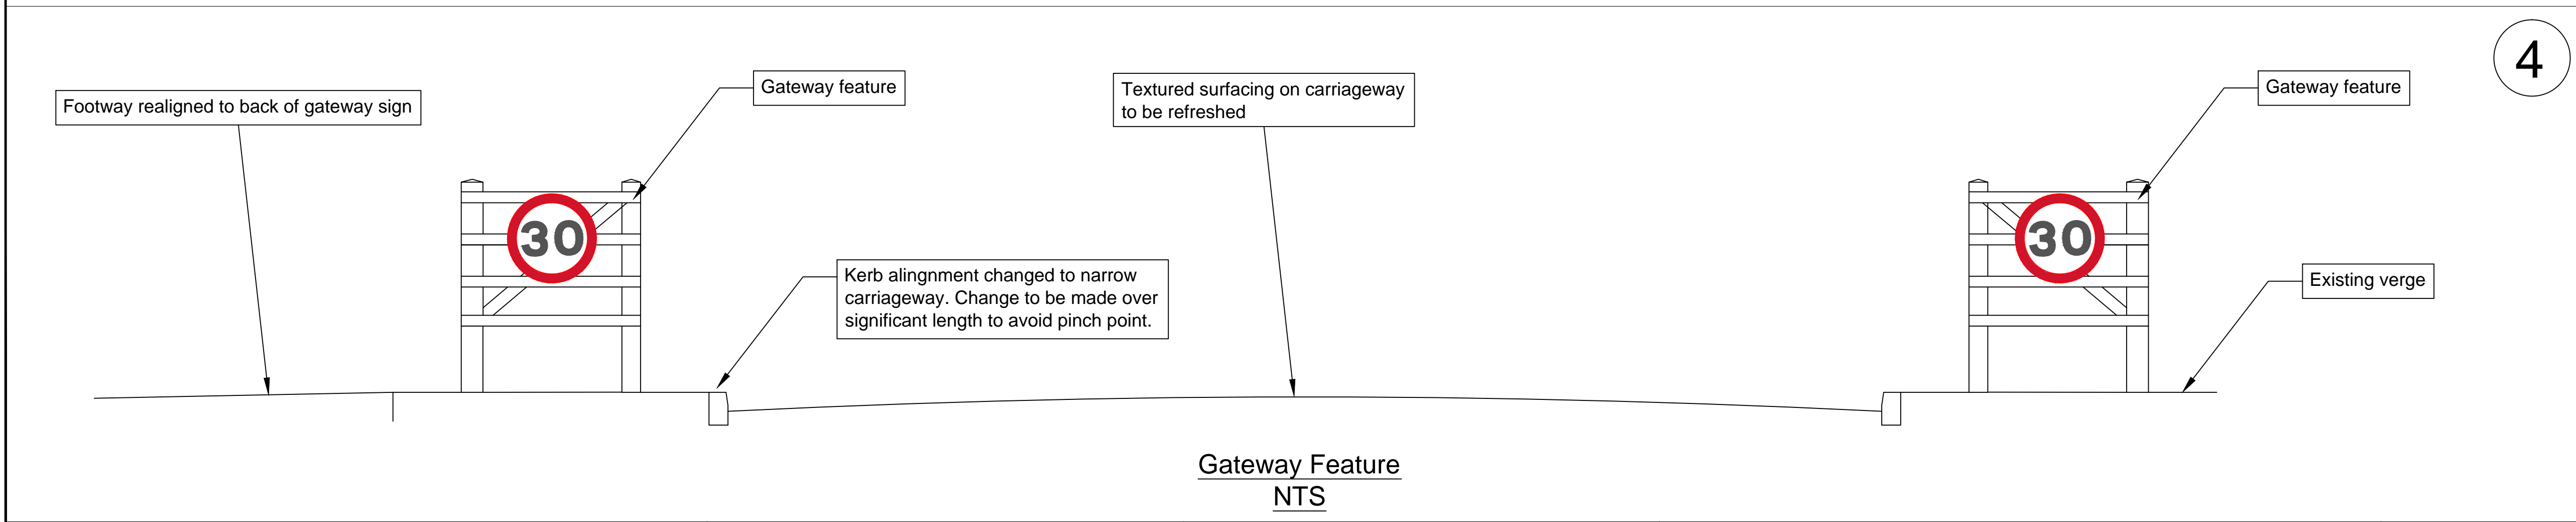 4
Footway realigned to back of gateway sign
Gateway feature
Textured surfacing on carriageway
to be refreshed
Gateway feature
30
30
Kerb alingnment changed to narrow
carriageway. Change to be made over
significant length to avoid pinch point.
Existing verge
Gateway Feature
NTS